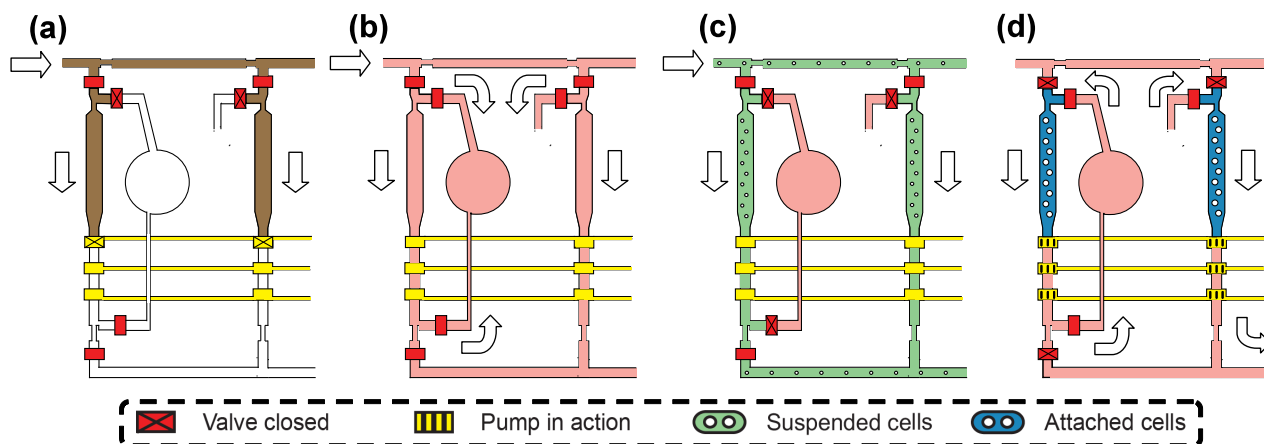 (a) (b) (c) (d)
Valve closed Pump in action Suspended cells Attached cells